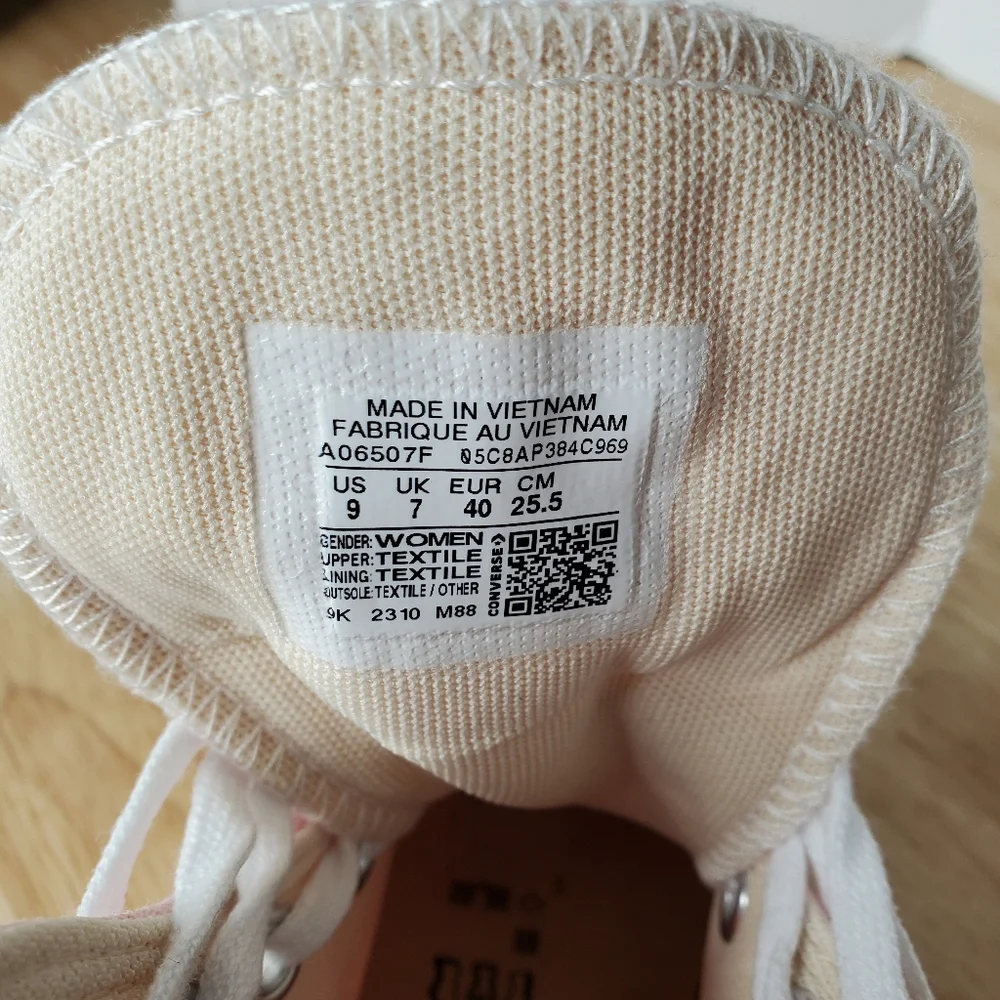 MADE IN VIETNAM
FABRIQUE AU VIETNAM
A06507F 05C8AP384C969
US UK EUR CM
9 7 40 25.5
GENDER: WOMEN
UPPER: TEXTILE
LINING: TEXTILE
OUTSOLE: TEXTILE / OTHER
9K 2310 M88
CONVERSE